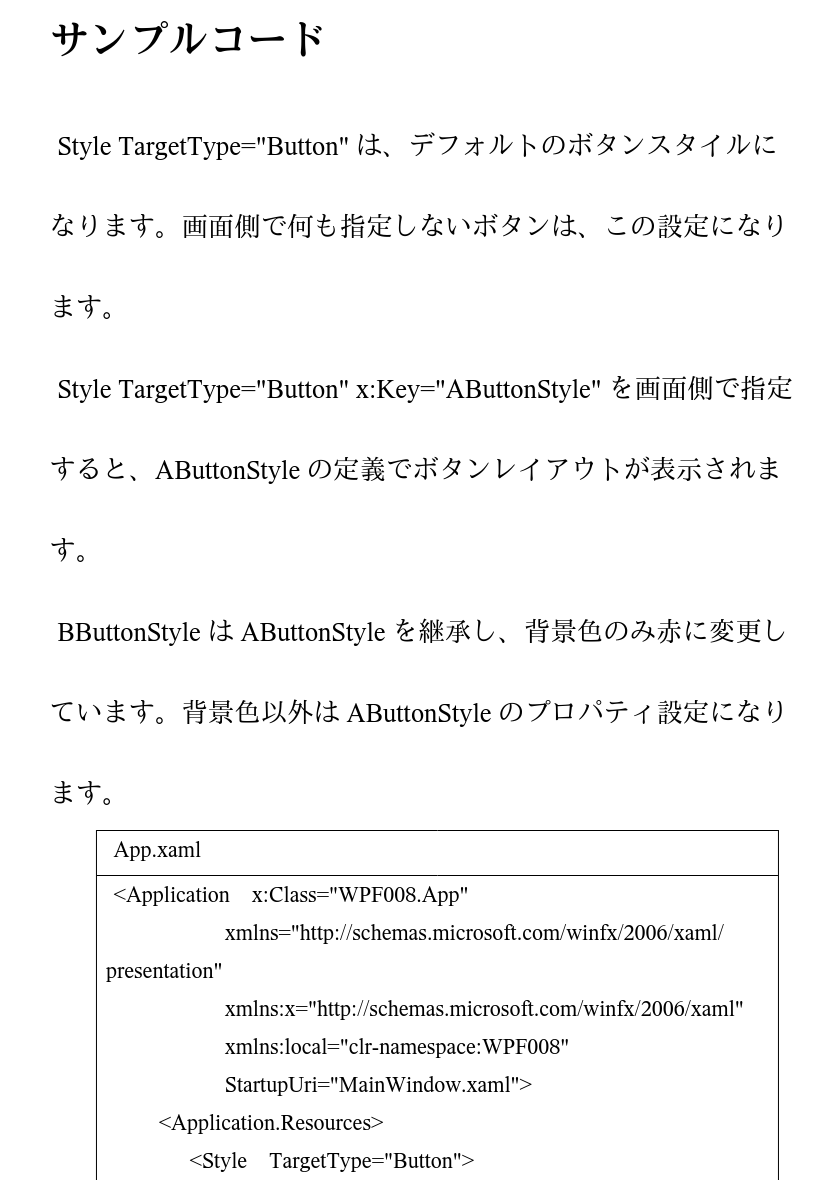 サンプルコード
Style TargetType="Button" は、デフォルトのボタンスタイルに
なります。画面側で何も指定しないボタンは、この設定になり
ます。
Style TargetType="Button" x:Key="AButtonStyle" を画面側で指定
すると、AButtonStyle の定義でボタンレイアウトが表示されま
す。
BButtonStyle は AButtonStyle を継承し、背景色のみ赤に変更し
ています。背景色以外は AButtonStyle のプロパティ設定になり
ます。
App.xaml
<Application x:Class="WPF008.App"
xmlns="http://schemas.microsoft.com/winfx/2006/xaml/
presentation"
xmlns:x="http://schemas.microsoft.com/winfx/2006/xaml"
xmlns:local="clr-namespace:WPF008"
StartupUri="MainWindow.xaml">
<Application.Resources>
<Style TargetType="Button">